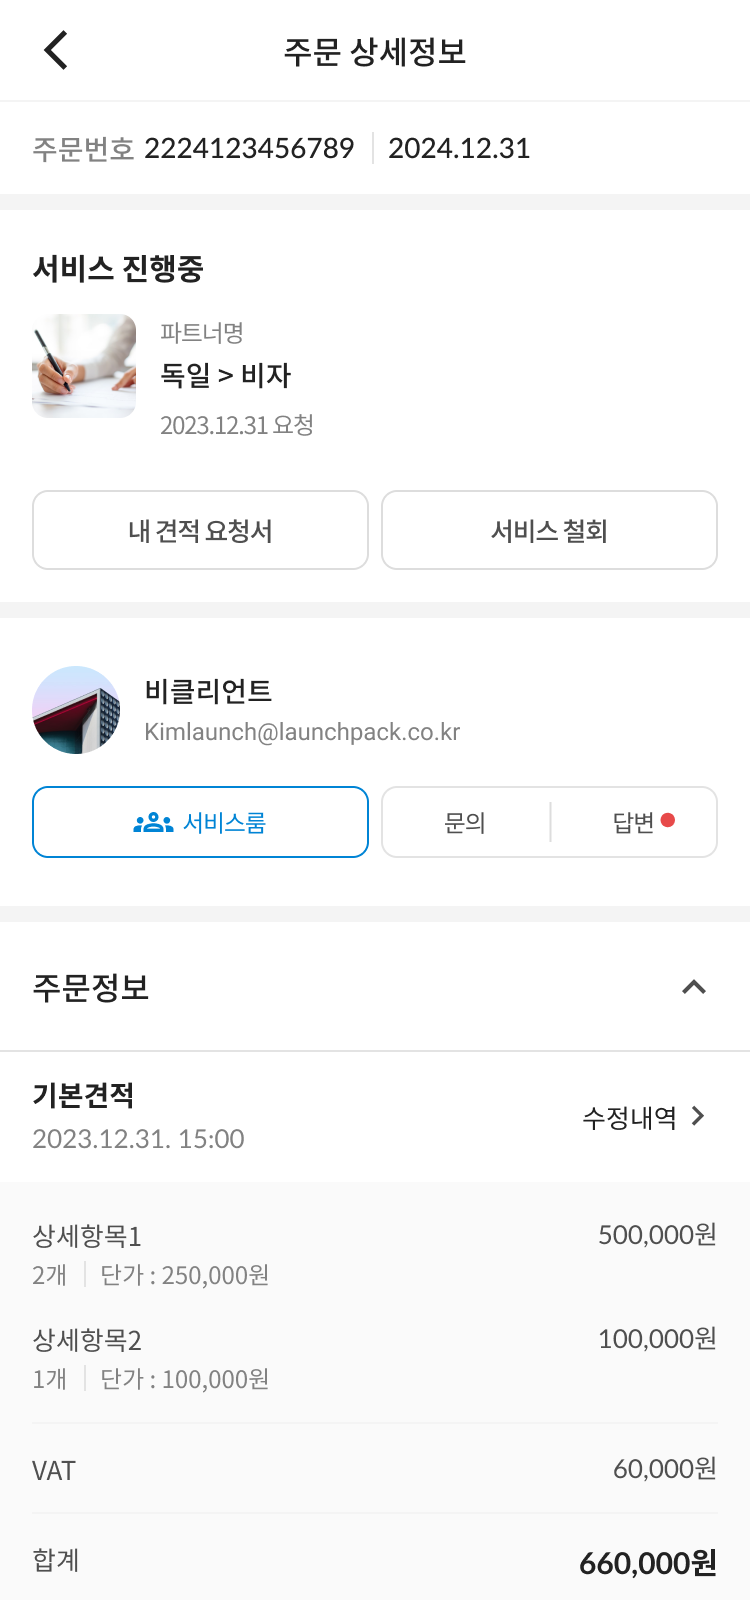 주문 상세정보
주문번호 2224123456789 2024.12.31
서비스 진행중
파트너명
독일 > 비자
2023.12.31 요청
내 견적 요청서 서비스 철회
비클리언트
Kimlaunch@launchpack.co.kr
서비스룸 문의 답변
주문정보
기본견적
2023.12.31. 15:00
수정내역
상세항목1 500,000원
2개 단가 : 250,000원
상세항목2 100,000원
1개 단가 : 100,000원
VAT 60,000원
합계 660,000원